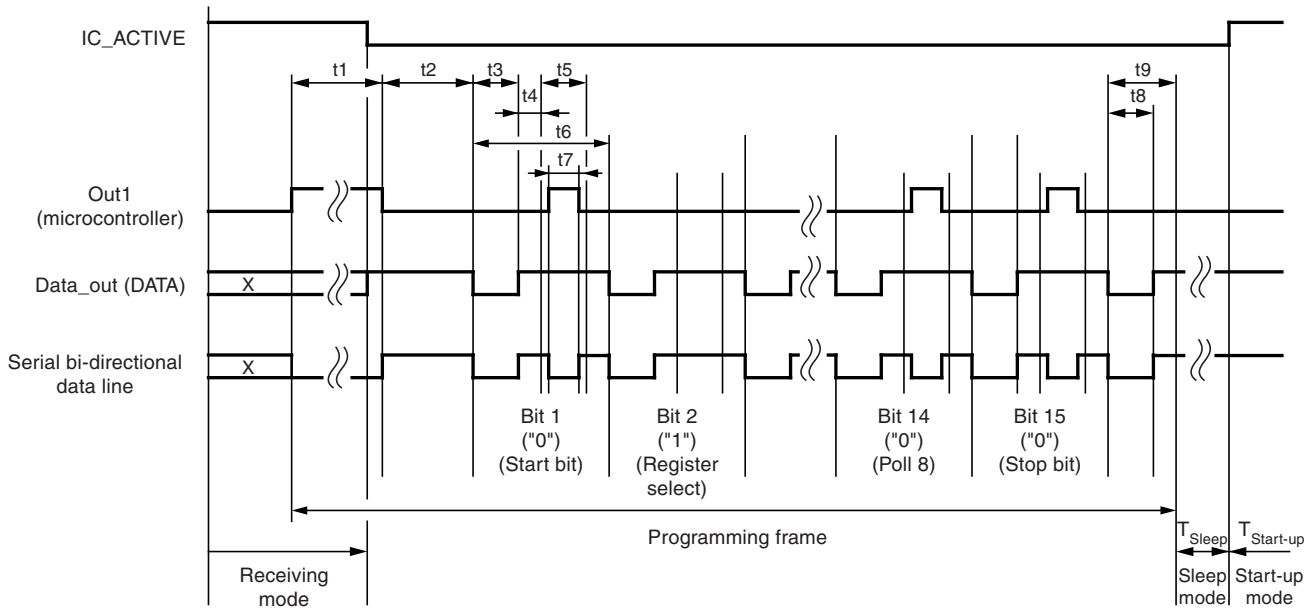 IC_ACTIVE
t1
t2
t3
t5
t9
t4
t8
t6
t7
Out1
(microcontroller)
Data_out (DATA)
X
Serial bi-directional
data line
X
Bit 1
("0")
(Start bit)
Bit 2
("1")
(Register
select)
Bit 14
("0")
(Poll 8)
Bit 15
("0")
(Stop bit)
Programming frame
TSleep
TStart-up
Receiving
mode
Sleep
mode
Start-up
mode